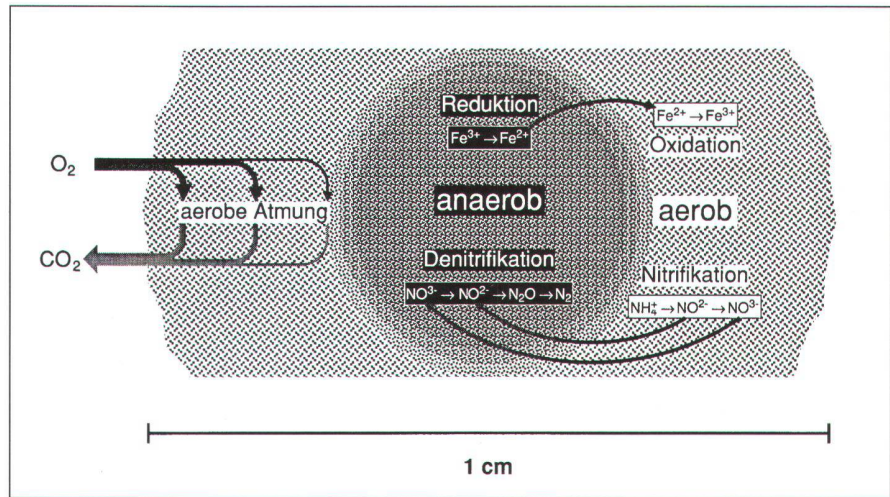 Reduktion
Fe³⁺→Fe²⁺
Fe²⁺→Fe³⁺
Oxidation
O₂
aerobe Atmung
anaerob
aerob
CO₂
Denitrifikation
NO³⁻→NO²⁻→N₂O→N₂
Nitrifikation
NH₄⁺→NO²⁻→NO³⁻
1 cm